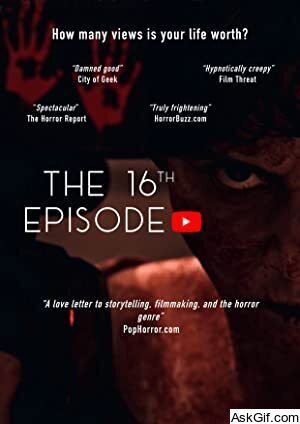 How many views is your life worth?
"Damned good"
City of Geek
"Hypnotically creepy"
Film Threat
"Spectacular"
The Horror Report
"Truly frightening"
HorrorBuzz.com
THE 16TH
EPISODE
"A love letter to storytelling, filmmaking, and the horror
genre"
PopHorror.com
AskGif.com